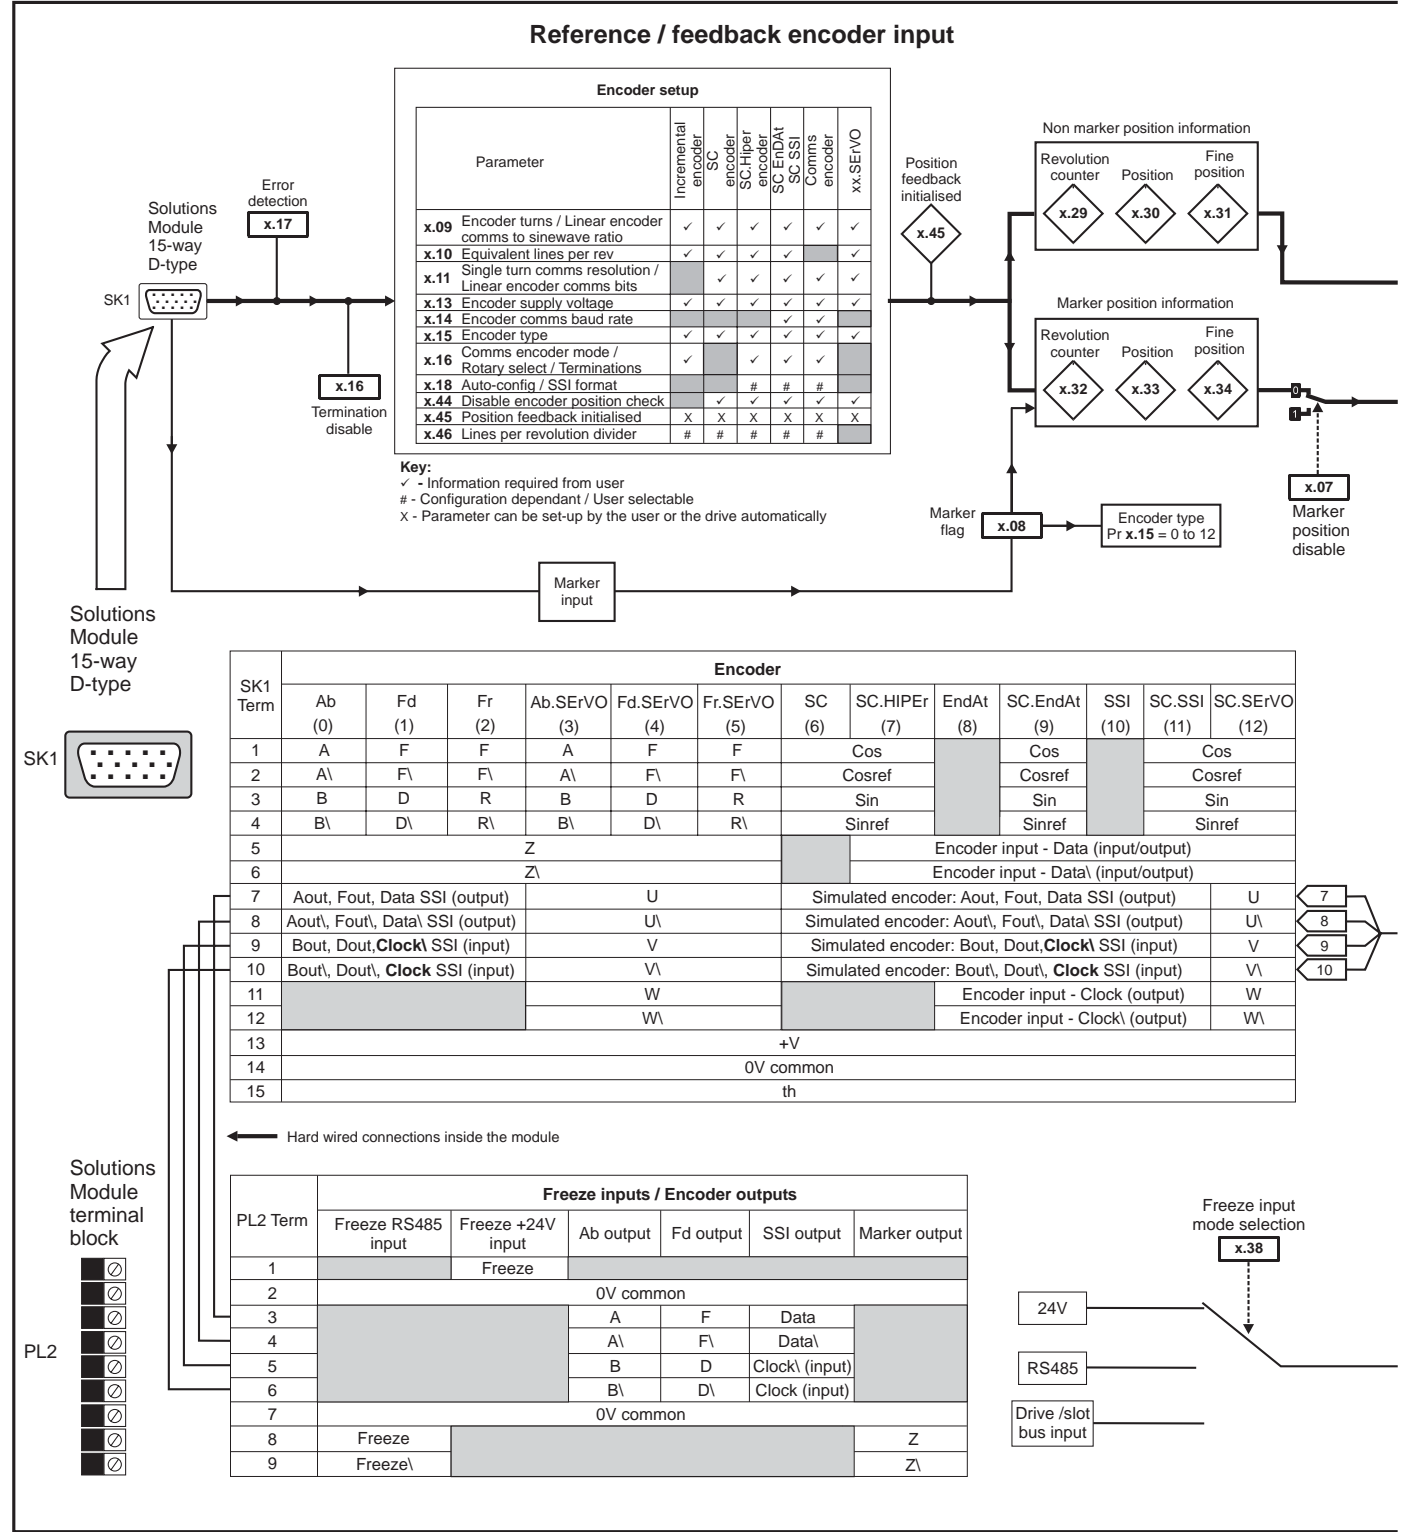 Reference / feedback encoder input
Encoder setup
Parameter
Incremental encoder
SC encoder
SC.Hiper encoder
SC EnDAt SC SSI
Comms encoder
xx.SErVO
x.09 Encoder turns / Linear encoder comms to sinewave ratio ✓ ✓ ✓ ✓ ✓ ✓
x.10 Equivalent lines per rev ✓ ✓ ✓ ✓ ✓
x.11 Single turn comms resolution / Linear encoder comms bits ✓ ✓ ✓ ✓ ✓
x.13 Encoder supply voltage ✓ ✓ ✓ ✓ ✓ ✓
x.14 Encoder comms baud rate ✓ ✓
x.15 Encoder type ✓ ✓ ✓ ✓ ✓ ✓
x.16 Comms encoder mode / Rotary select / Terminations ✓ ✓ ✓ ✓
x.18 Auto-config / SSI format # # #
x.44 Disable encoder position check ✓ ✓ ✓ ✓ ✓
x.45 Position feedback initialised X X X X X X
x.46 Lines per revolution divider # # # # #
Key:
✓ - Information required from user
# - Configuration dependant / User selectable
X - Parameter can be set-up by the user or the drive automatically
Solutions
Module
15-way
D-type
SK1
Error
detection
x.17
x.16
Termination
disable
Position
feedback
initialised
x.45
Non marker position information
Revolution
counter
Position
Fine
position
x.29
x.30
x.31
Marker position information
Revolution
counter
Position
Fine
position
x.32
x.33
x.34
0
1
x.07
Marker
position
disable
Marker
flag
x.08
Encoder type
Pr x.15 = 0 to 12
Marker
input
Solutions
Module
15-way
D-type
SK1
SK1 Term
Encoder
Ab (0) Fd (1) Fr (2) Ab.SErVO (3) Fd.SErVO (4) Fr.SErVO (5) SC (6) SC.HIPEr (7) EndAt (8) SC.EndAt (9) SSI (10) SC.SSI (11) SC.SErVO (12)
1 A F F A F F Cos Cos Cos
2 A\ F\ F\ A\ F\ F\ Cosref Cosref Cosref
3 B D R B D R Sin Sin Sin
4 B\ D\ R\ B\ D\ R\ Sinref Sinref Sinref
5 Z Encoder input - Data (input/output)
6 Z\ Encoder input - Data\ (input/output)
7 Aout, Fout, Data SSI (output) U Simulated encoder: Aout, Fout, Data SSI (output) U 7
8 Aout\, Fout\, Data\ SSI (output) U\ Simulated encoder: Aout\, Fout\, Data\ SSI (output) U\ 8
9 Bout, Dout,Clock\ SSI (input) V Simulated encoder: Bout, Dout,Clock\ SSI (input) V 9
10 Bout\, Dout\, Clock SSI (input) V\ Simulated encoder: Bout\, Dout\, Clock SSI (input) V\ 10
11 W Encoder input - Clock (output) W
12 W\ Encoder input - Clock\ (output) W\
13 +V
14 0V common
15 th
Hard wired connections inside the module
Solutions
Module
terminal
block
PL2
PL2 Term
Freeze inputs / Encoder outputs
Freeze RS485 input
Freeze +24V input
Ab output
Fd output
SSI output
Marker output
1 Freeze
2 0V common
3 A F Data
4 A\ F\ Data\
5 B D Clock\ (input)
6 B\ D\ Clock (input)
7 0V common
8 Freeze Z
9 Freeze\ Z\
Freeze input
mode selection
x.38
24V
RS485
Drive /slot
bus input